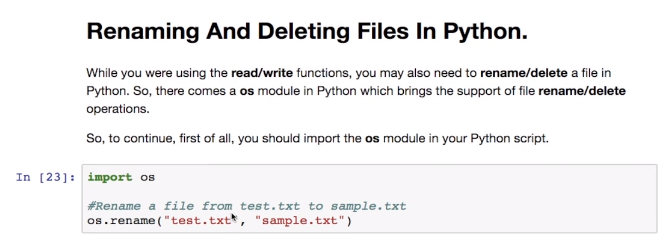 Renaming And Deleting Files In Python.
While you were using the read/write functions, you may also need to rename/delete a file in
Python. So, there comes a os module in Python which brings the support of file rename/delete
operations.
So, to continue, first of all, you should import the os module in your Python script.
In [23]: import os
#Rename a file from test.txt to sample.txt
os.rename("test.txt", "sample.txt")